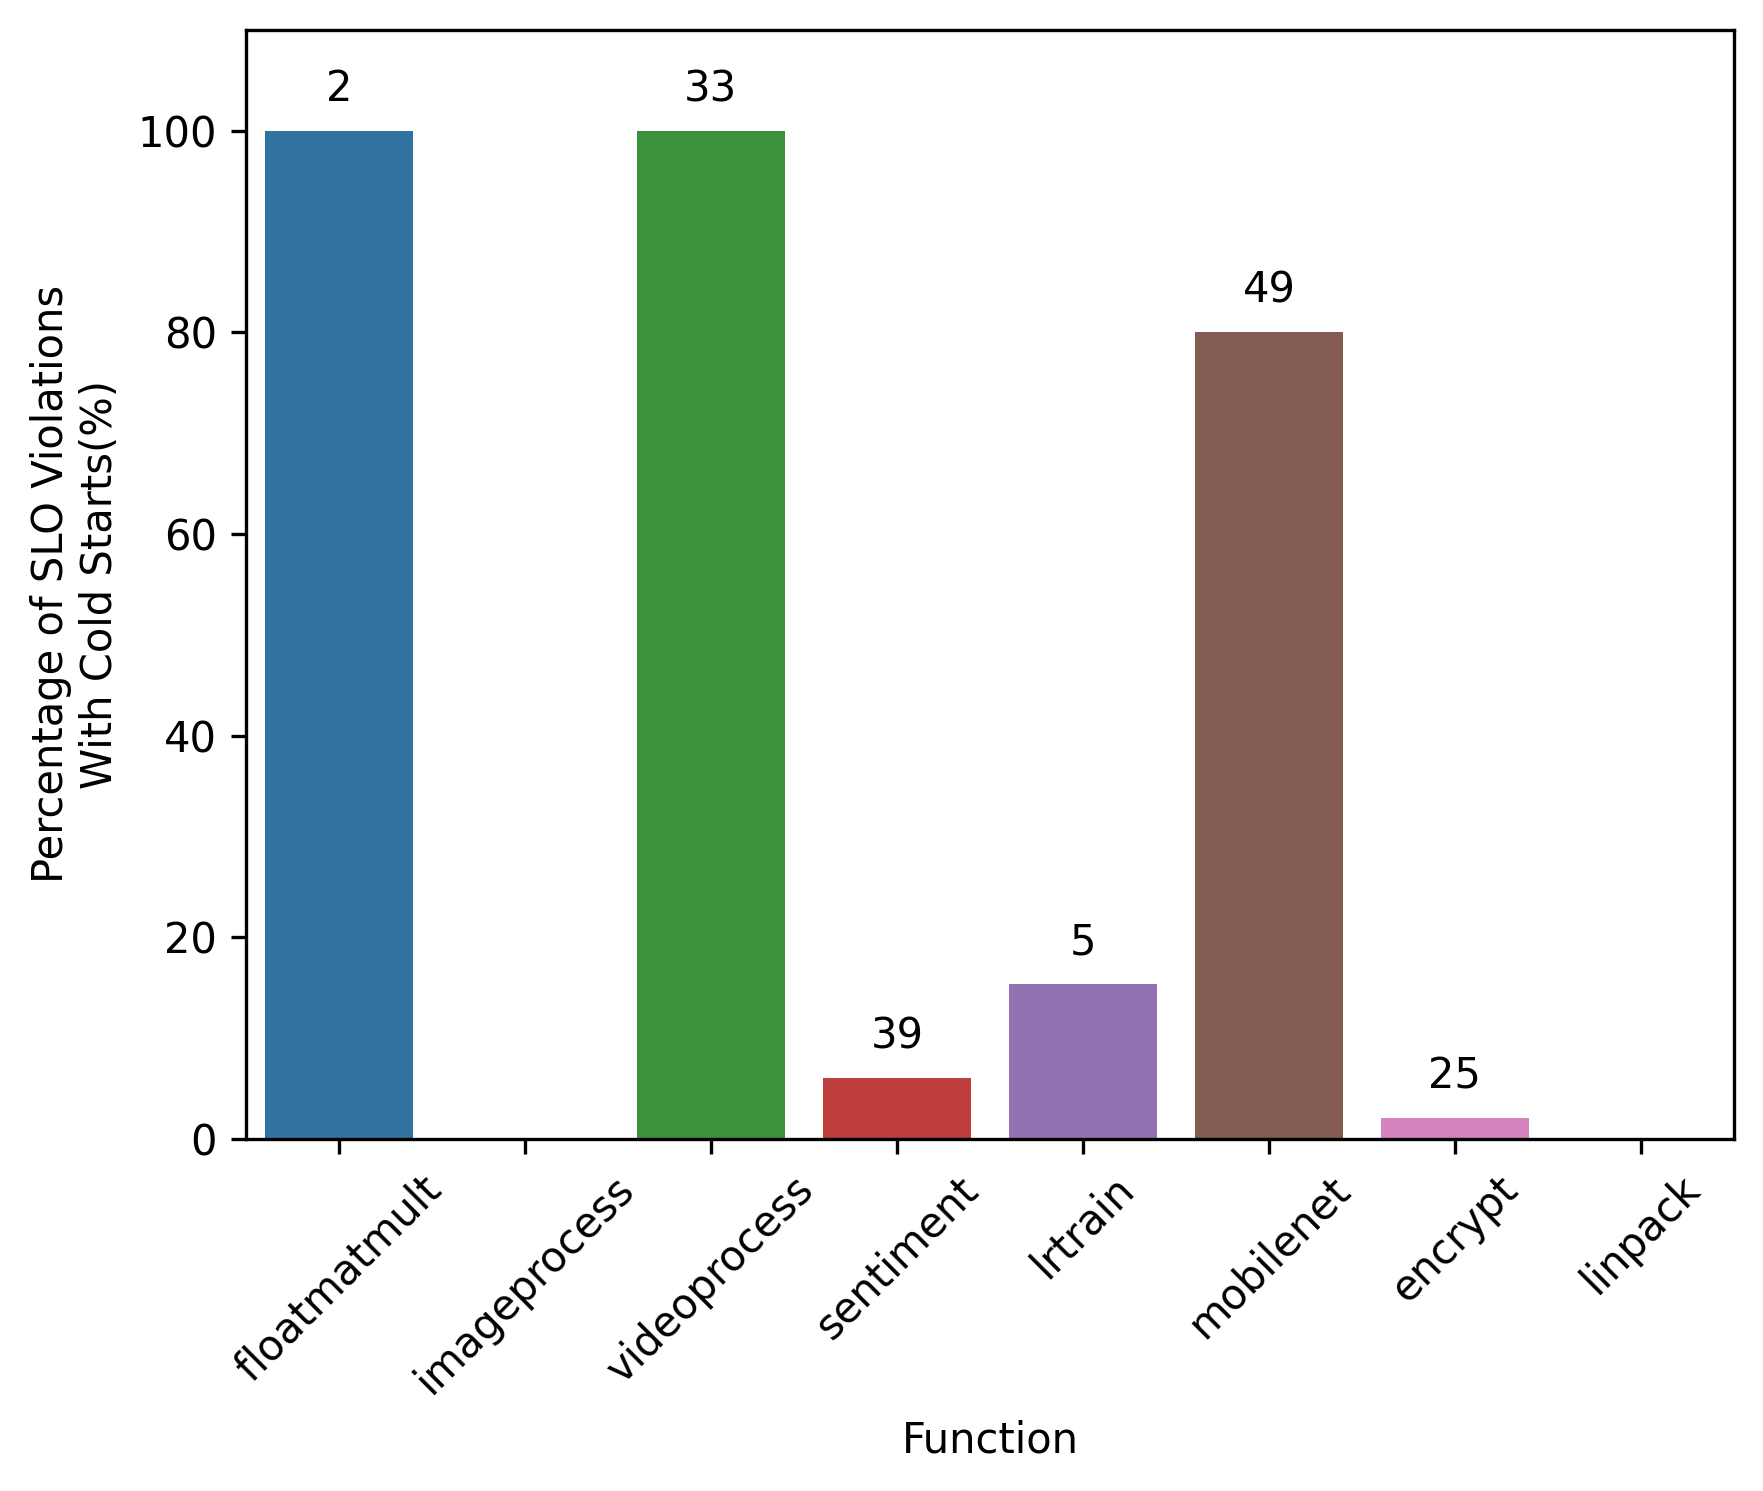 Percentage of SLO Violations
With Cold Starts(%)
100
80
60
40
20
0
2
33
39
5
49
25
floatmatmult
imageprocess
videoprocess
sentiment
lrtrain
mobilenet
encrypt
linpack
Function